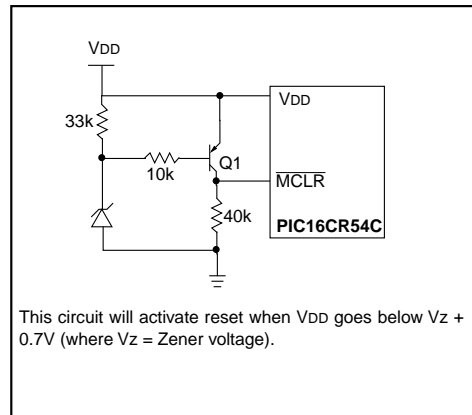 VDD
33k
VDD
Q1
10k
MCLR
40k
PIC16CR54C
This circuit will activate reset when VDD goes below Vz +
0.7V (where Vz = Zener voltage).